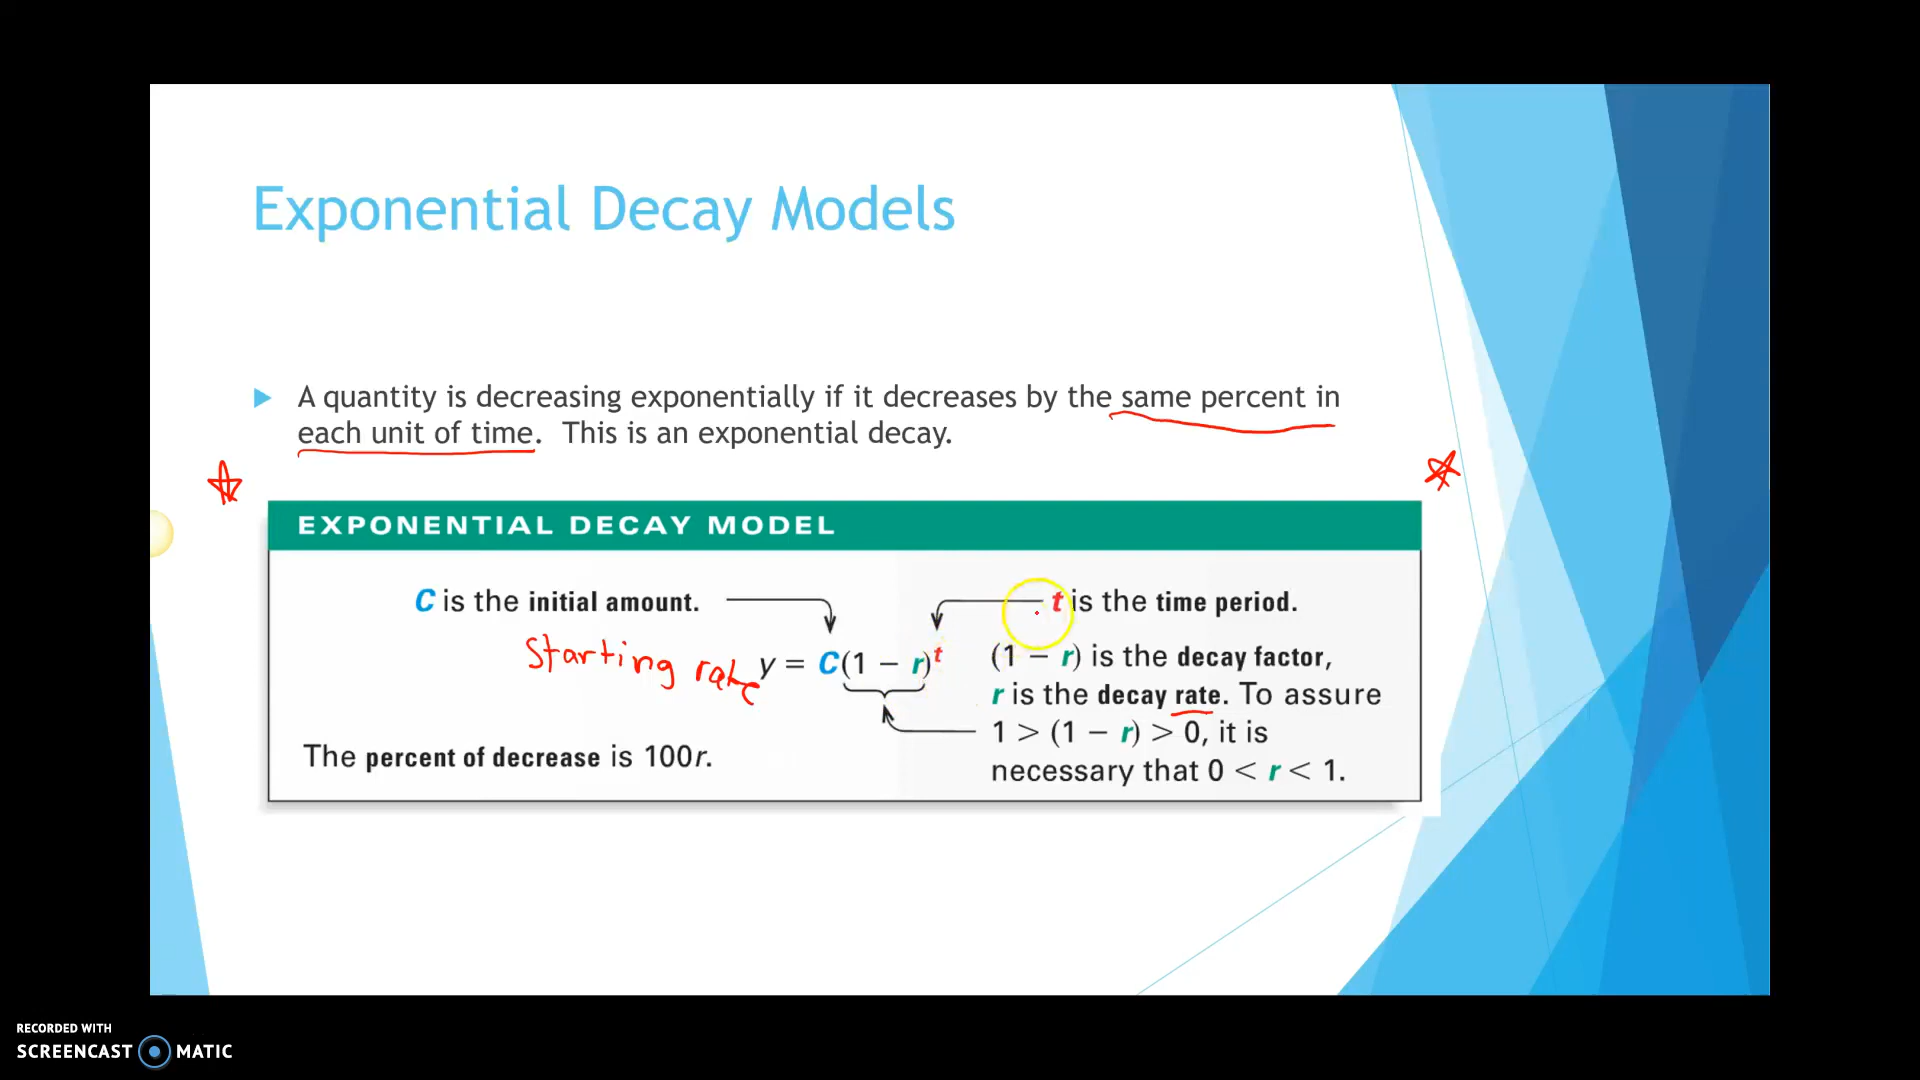 Exponential Decay Models
A quantity is decreasing exponentially if it decreases by the same percent in
each unit of time. This is an exponential decay.
EXPONENTIAL DECAY MODEL
C is the initial amount.
t is the time period.
Starting rate
y = C(1 − r)^t
(1 − r) is the decay factor,
r is the decay rate. To assure
1 > (1 − r) > 0, it is
necessary that 0 < r < 1.
The percent of decrease is 100r.
RECORDED WITH
SCREENCAST MATIC